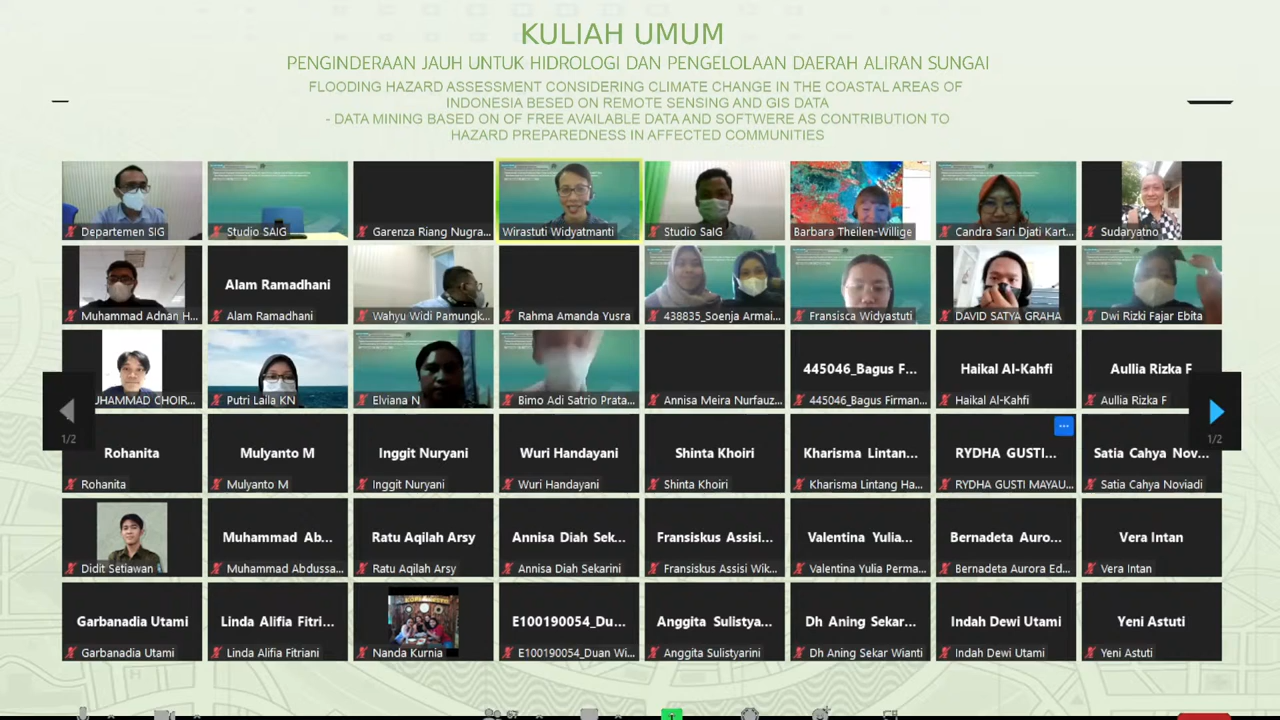 KULIAH UMUM
PENGINDERAAN JAUH UNTUK HIDROLOGI DAN PENGELOLAAN DAERAH ALIRAN SUNGAI
FLOODING HAZARD ASSESSMENT CONSIDERING CLIMATE CHANGE IN THE COASTAL AREAS OF
INDONESIA BESED ON REMOTE SENSING AND GIS DATA
- DATA MINING BASED ON OF FREE AVAILABLE DATA AND SOFTWERE AS CONTRIBUTION TO
HAZARD PREPAREDNESS IN AFFECTED COMMUNITIES
Departemen SIG
Studio SAIG
Garenza Riang Nugra...
Wirastuti Widyatmanti
Studio SaIG
Barbara Theilen-Willige
Candra Sari Djati Kart...
Sudaryatno
Muhammad Adnan H...
Alam Ramadhani
Alam Ramadhani
Wahyu Widi Pamungk...
Rahma Amanda Yusra
438835_Soenja Armai...
Fransisca Widyastuti
DAVID SATYA GRAHA
Dwi Rizki Fajar Ebita
UHAMMAD CHOIR...
Putri Laila KN
Elviana N
Bimo Adi Satrio Prata...
Annisa Meira Nurfauz...
445046_Bagus F...
445046_Bagus Firman...
Haikal Al-Kahfi
Haikal Al-Kahfi
Aullia Rizka F
Aullia Rizka F
1/2
1/2
Rohanita
Rohanita
Mulyanto M
Mulyanto M
Inggit Nuryani
Inggit Nuryani
Wuri Handayani
Wuri Handayani
Shinta Khoiri
Shinta Khoiri
Kharisma Lintan...
Kharisma Lintang Ha...
RYDHA GUSTI...
RYDHA GUSTI MAYAU...
Satia Cahya Nov...
Satia Cahya Noviadi
Didit Setiawan
Muhammad Ab...
Muhammad Abdussa...
Ratu Aqilah Arsy
Ratu Aqilah Arsy
Annisa Diah Sek...
Annisa Diah Sekarini
Fransiskus Assisi...
Fransiskus Assisi Wik...
Valentina Yulia...
Valentina Yulia Perma...
Bernadeta Auro...
Bernadeta Aurora Ed...
Vera Intan
Vera Intan
Garbanadia Utami
Garbanadia Utami
Linda Alifia Fitri...
Linda Alifia Fitriani
Nanda Kurnia
E100190054_Du...
E100190054_Duan Wi...
Anggita Sulistya...
Anggita Sulistyarini
Dh Aning Sekar...
Dh Aning Sekar Wianti
Indah Dewi Utami
Indah Dewi Utami
Yeni Astuti
Yeni Astuti